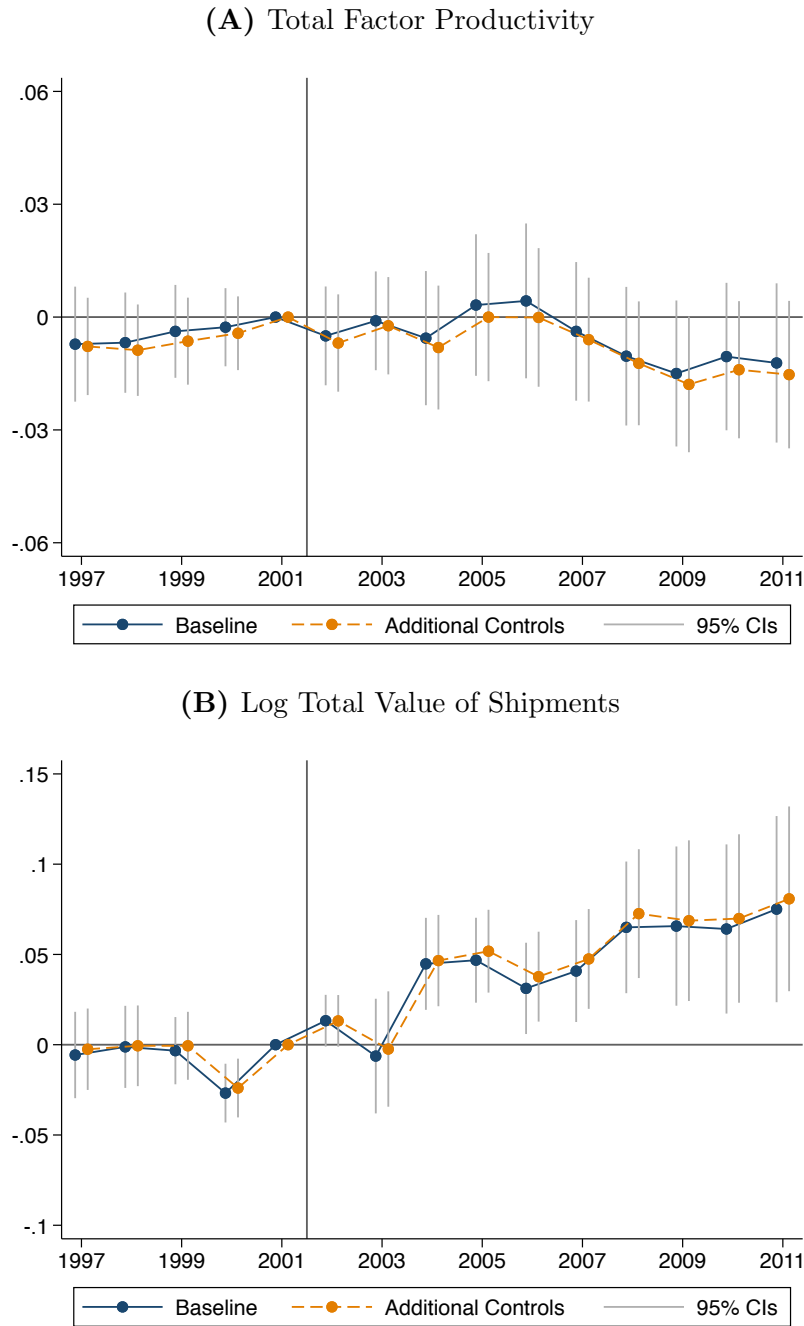 (A) Total Factor Productivity
.06
.03
0
-.03
-.06
1997 1999 2001 2003 2005 2007 2009 2011
Baseline Additional Controls 95% CIs
(B) Log Total Value of Shipments
.15
.1
.05
0
-.05
-.1
1997 1999 2001 2003 2005 2007 2009 2011
Baseline Additional Controls 95% CIs